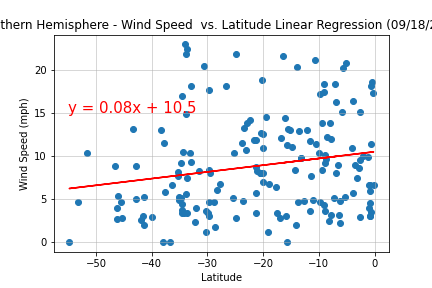 thern Hemisphere - Wind Speed vs. Latitude Linear Regression (09/18/2
20
15
10
5
0
Wind Speed (mph)
y = 0.08x + 10.5
−50 −40 −30 −20 −10 0
Latitude